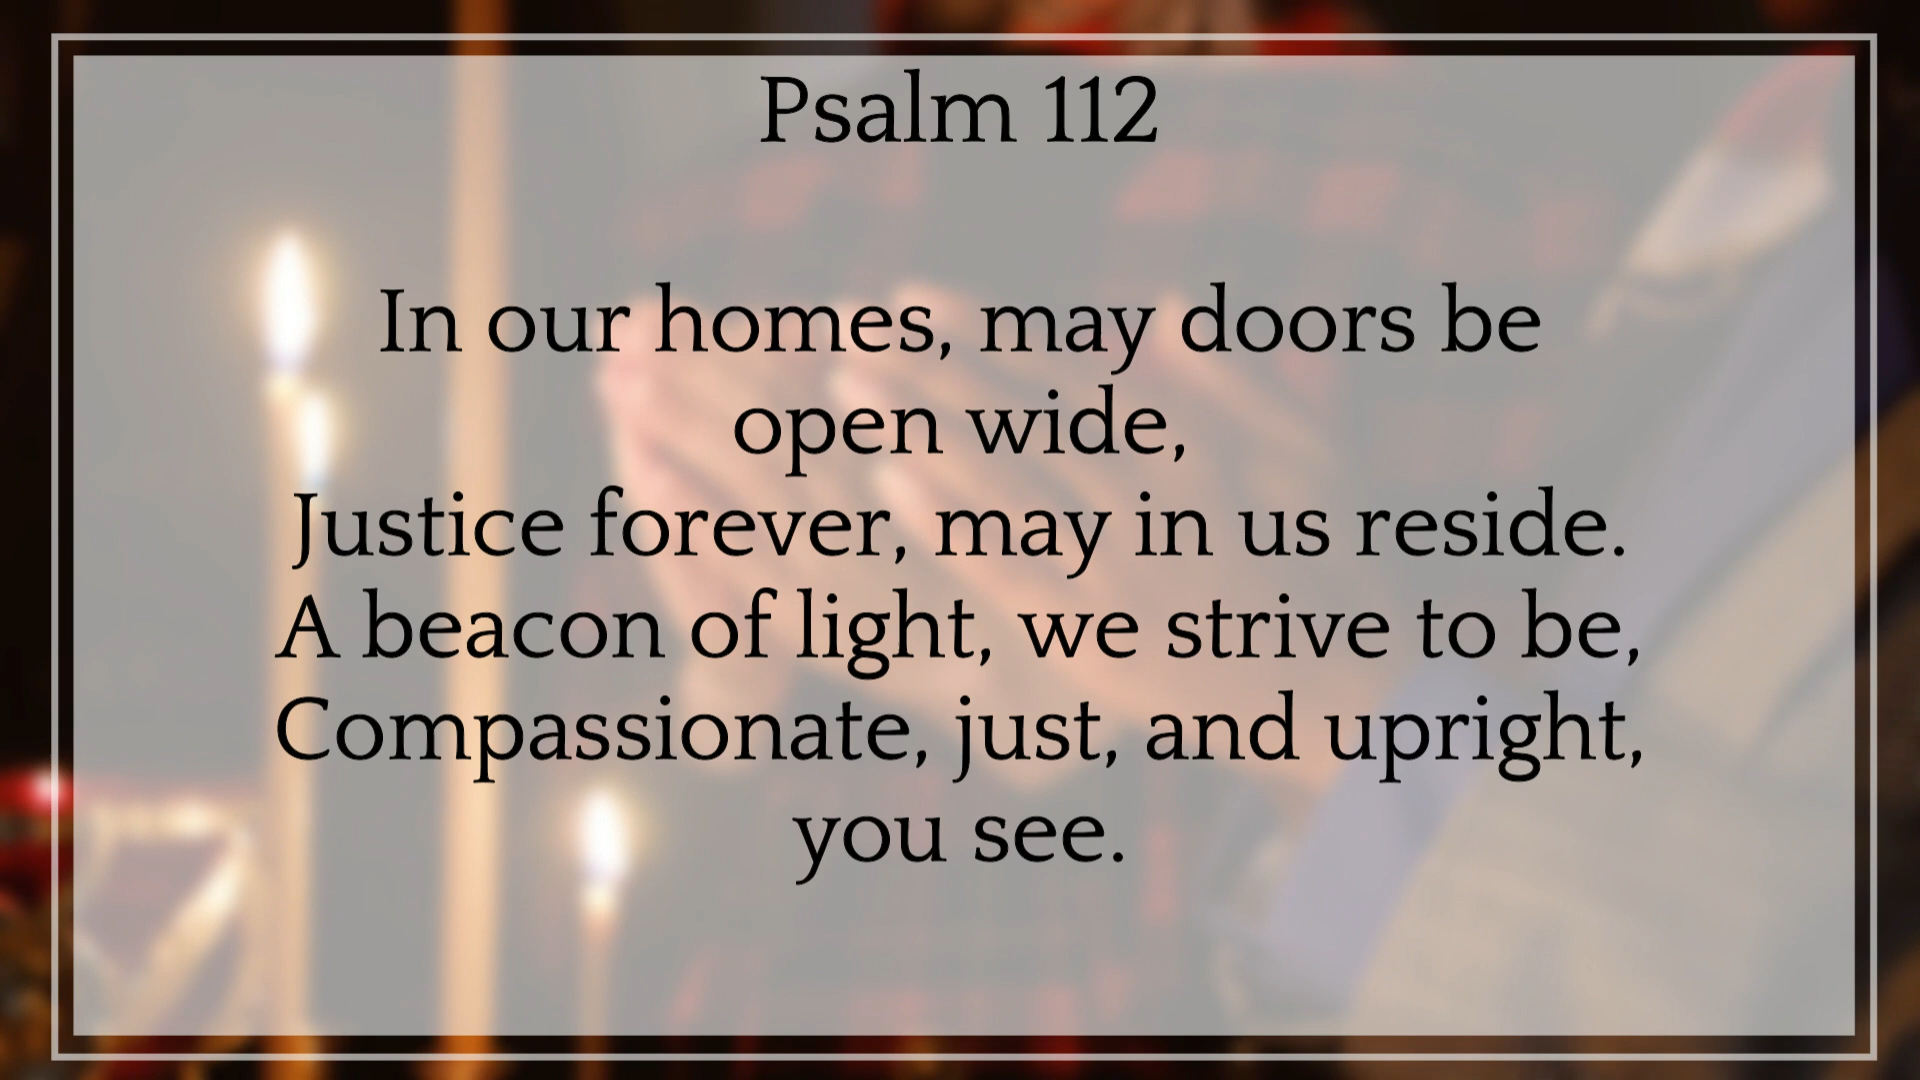 Psalm 112
In our homes, may doors be
open wide,
Justice forever, may in us reside.
A beacon of light, we strive to be,
Compassionate, just, and upright,
you see.